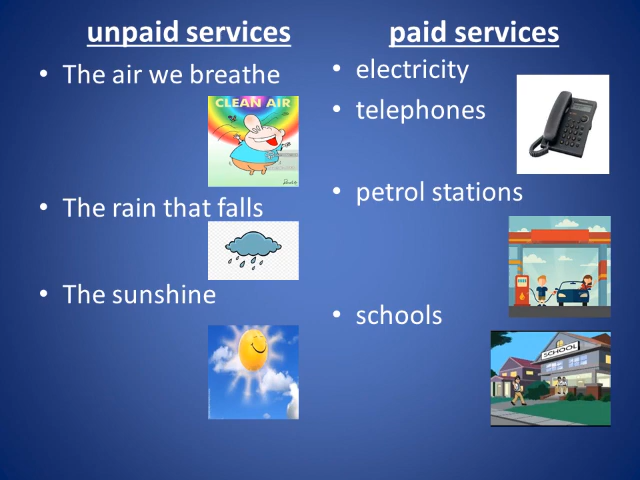 unpaid services
• The air we breathe
CLEAN AIR
• The rain that falls
• The sunshine
paid services
• electricity
• telephones
• petrol stations
• schools
SCHOOL